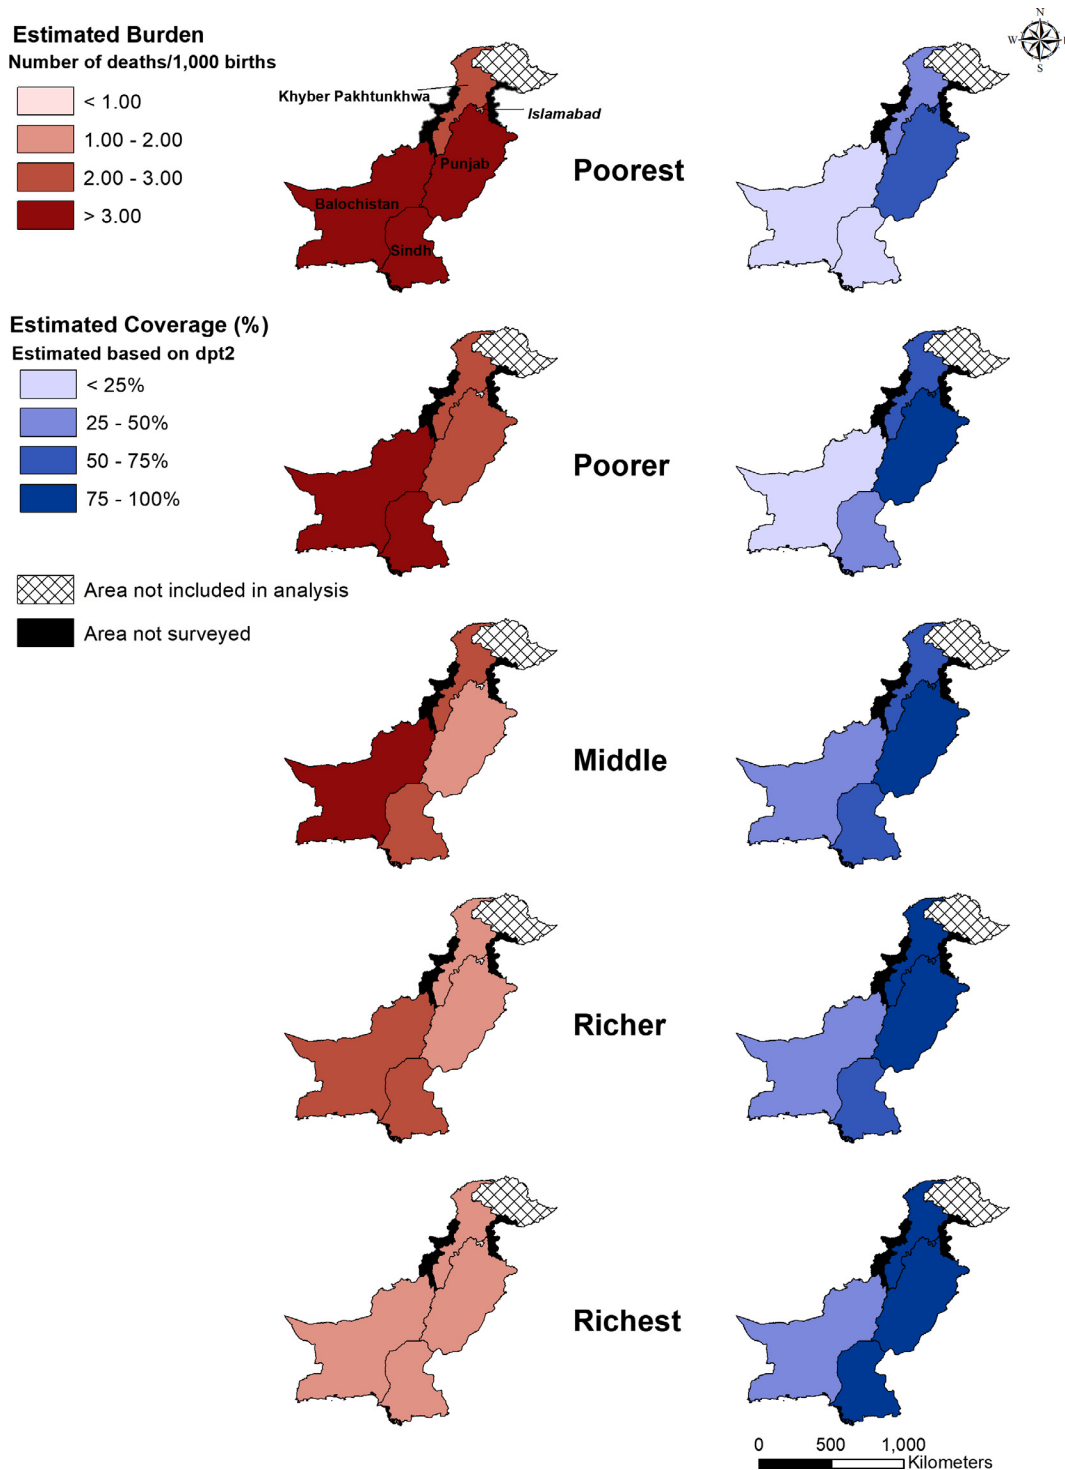 Estimated Burden
Number of deaths/1,000 births
< 1.00
1.00 - 2.00
2.00 - 3.00
> 3.00
Khyber Pakhtunkhwa
Islamabad
Punjab
Balochistan
Sindh
Poorest
N
W
S
Estimated Coverage (%)
Estimated based on dpt2
< 25%
25 - 50%
50 - 75%
75 - 100%
Poorer
Area not included in analysis
Area not surveyed
Middle
Richer
Richest
0 500 1,000
Kilometers